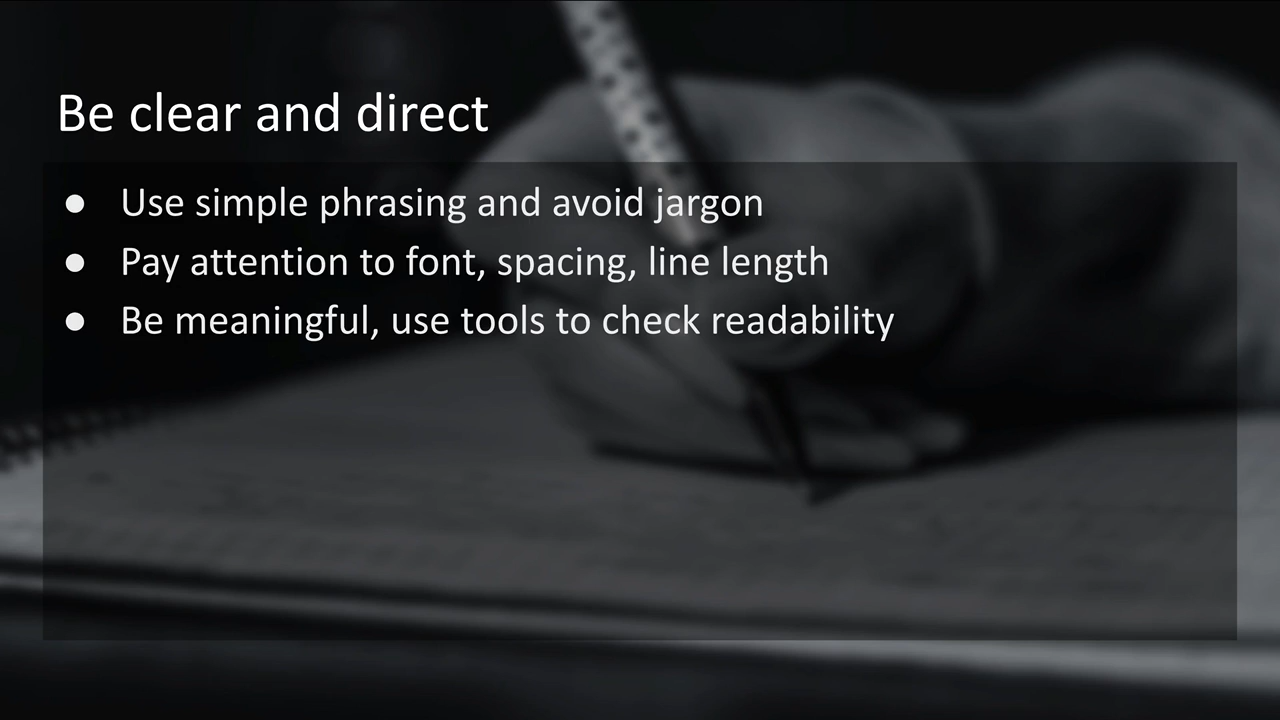 Be clear and direct
● Use simple phrasing and avoid jargon
● Pay attention to font, spacing, line length
● Be meaningful, use tools to check readability